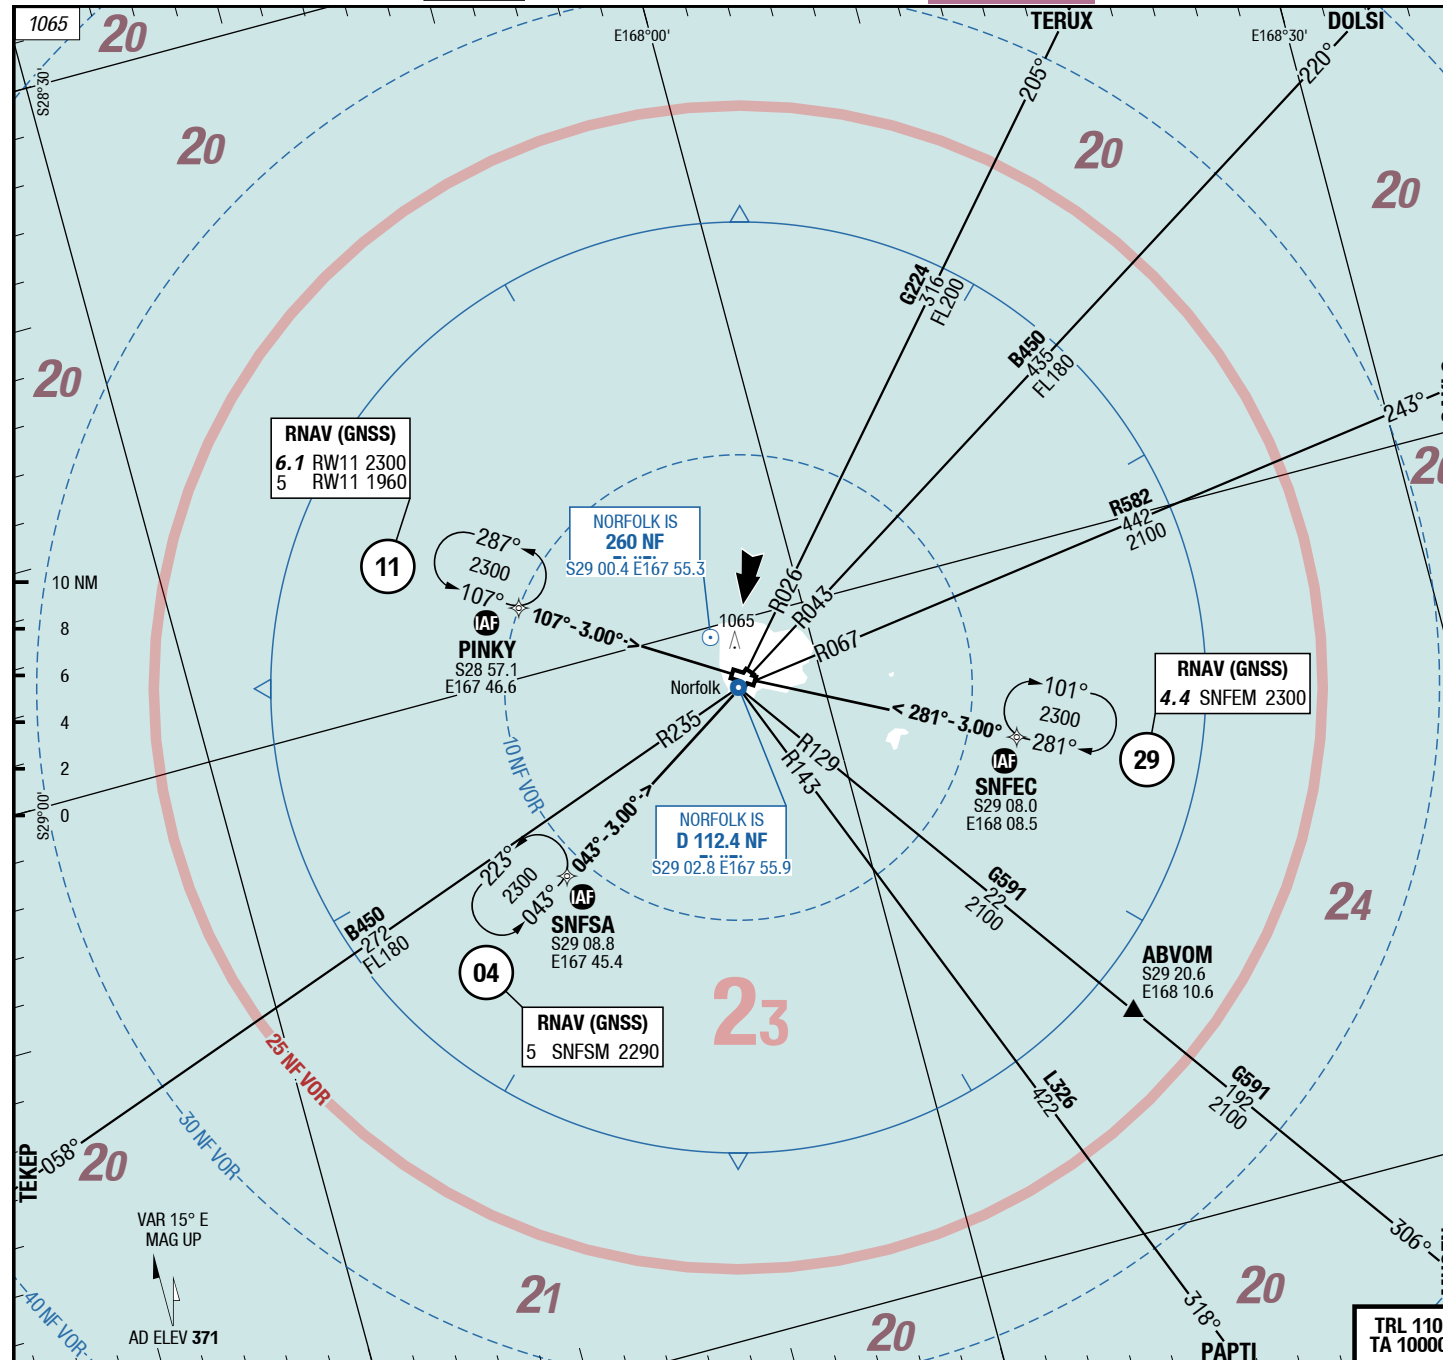 1065
20
E168°00'
TERUX
E168°30'
DOLSI
S28°30'
205°
220°
20
20
20
20
G224
316
FL200
B450
435
FL180
243°
20
RNAV (GNSS)
6.1 RW11 2300
5 RW11 1960
R582
442
2100
11
287°
2300
107°
NORFOLK IS
260 NF
S29 00.4 E167 55.3
10 NM
8
6
4
2
0
S29°00'
IAF
PINKY
S28 57.1
E167 46.6
107°-3.00°->
1065
R026
R043
R067
Norfolk
RNAV (GNSS)
4.4 SNFEM 2300
101°
2300
281°
< 281°-3.00°
29
IAF
SNFEC
S29 08.0
E168 08.5
R235
R129
R143
10 NF VOR
NORFOLK IS
D 112.4 NF
S29 02.8 E167 55.9
043°-3.00°->
223°
2300
043°
IAF
SNFSA
S29 08.8
E167 45.4
B450
272
FL180
04
RNAV (GNSS)
5 SNFSM 2290
23
G591
22
2100
24
ABVOM
S29 20.6
E168 10.6
25 NF VOR
L326
422
G591
192
2100
30 NF VOR
TEKEP
058°
20
VAR 15° E
MAG UP
AD ELEV 371
40 NF VOR
21
20
20
306°
318°
PAPTI
TRL 110
TA 10000